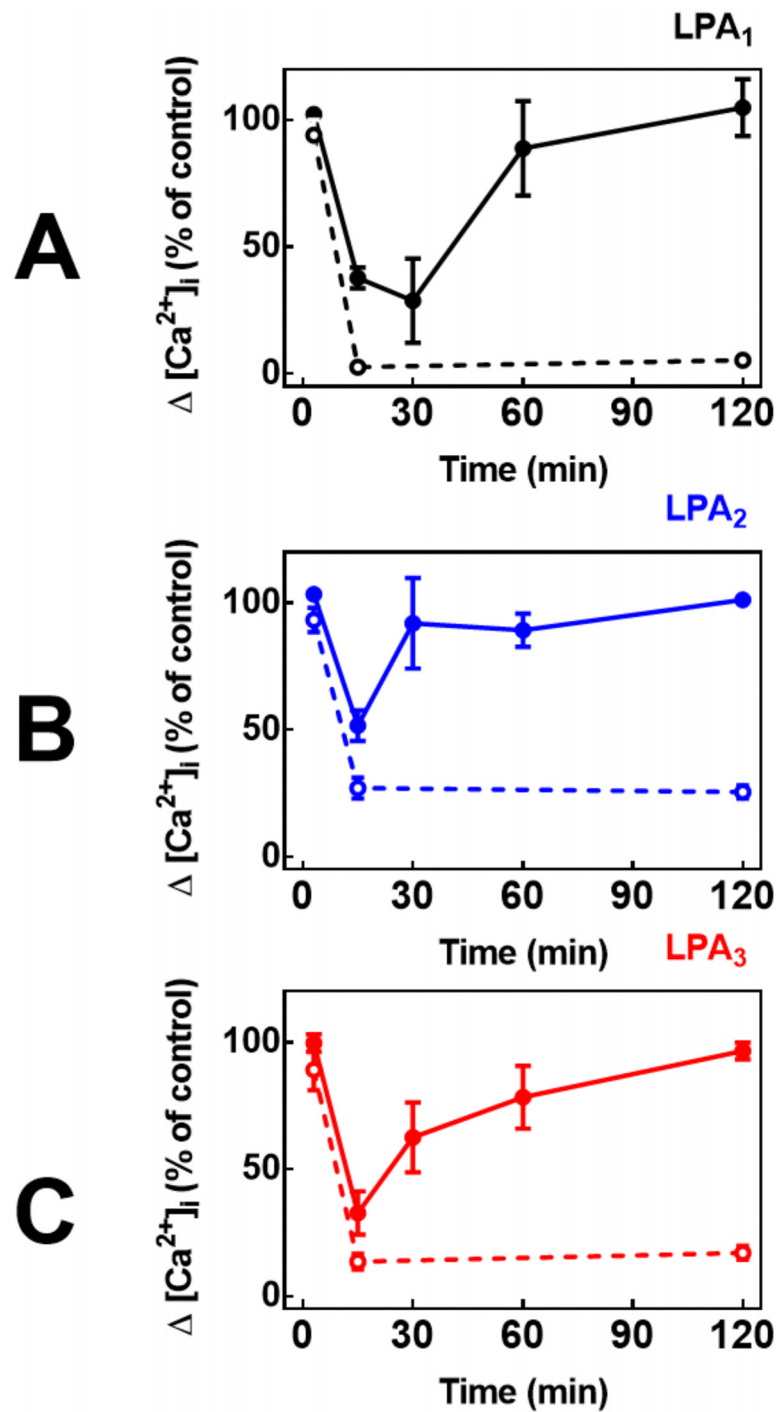 LPA₁
A
Δ [Ca²⁺]ᵢ (% of control)
100
50
0
0 30 60 90 120
Time (min)
LPA₂
B
Δ [Ca²⁺]ᵢ (% of control)
100
50
0
0 30 60 90 120
Time (min)
LPA₃
C
Δ [Ca²⁺]ᵢ (% of control)
100
50
0
0 30 60 90 120
Time (min)